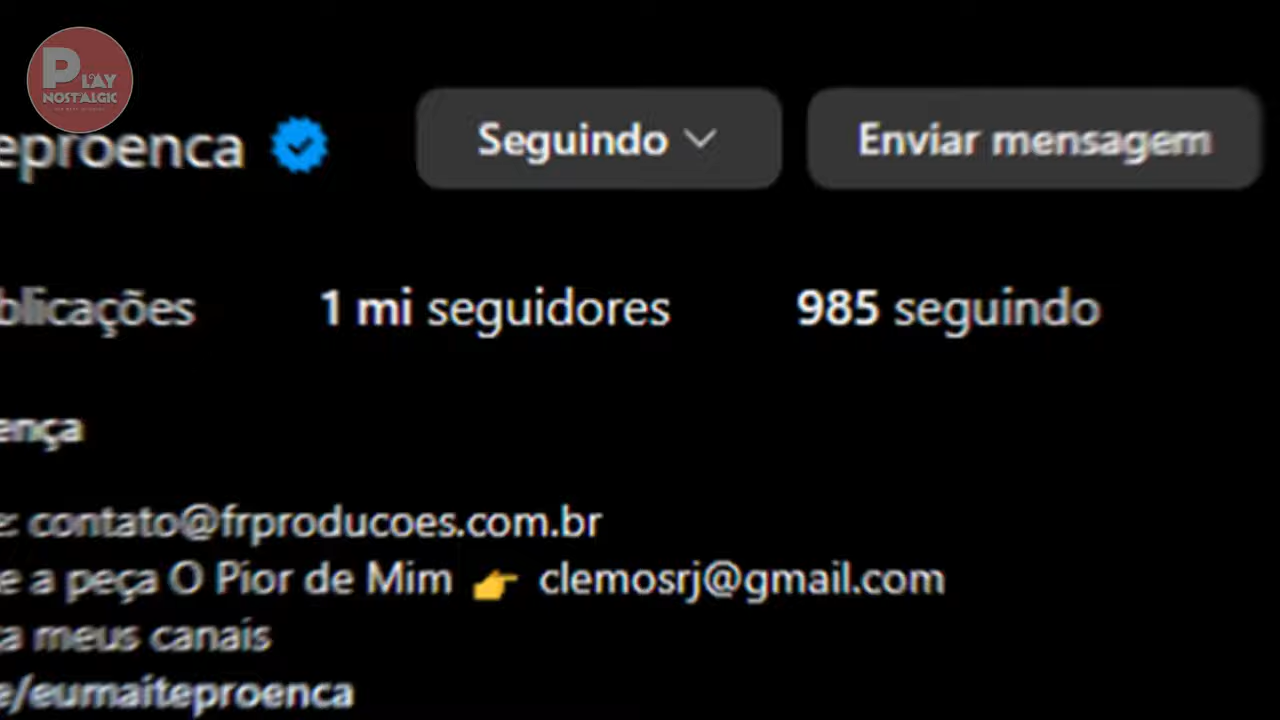 PLAY
NOSTALGIC
eproenca
Seguindo
Enviar mensagem
blicações
1 mi seguidores
985 seguindo
ença
e: contato@frproducoes.com.br
e a peça O Pior de Mim 👉 clemosrj@gmail.com
a meus canais
e/eumaiteproenca